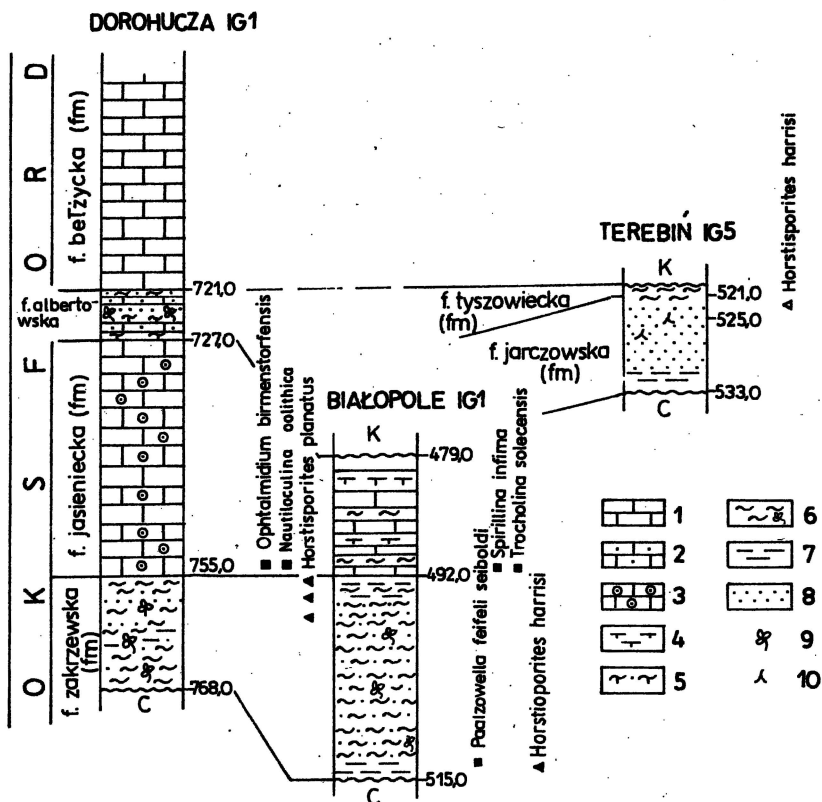 DOROHUCZA IG1
O K S F O R D
f. bełżycka (fm)
f. alberto-
wska
f. jasieniecka (fm)
f. zakrzewska
(fm)
721,0
727,0
755,0
768,0
C
■ Ophtalmidium birmenstorfensis
■ Nautiloculina oolithica
▲▲▲ Horstisporites planatus
BIAŁOPOLE IG1
K
479,0
492,0
515,0
C
■ Paalzowella feifeli seiboldi
■ Spirillina infima
■ Trocholina solecensis
▲ Horstioporites harrisi
TEREBIŃ IG5
K
f. tyszowiecka
(fm)
f. jarczowska
(fm)
521,0
525,0
533,0
C
▲ Horstisporites harrisi
1
2
3
4
5
6
7
8
9
10